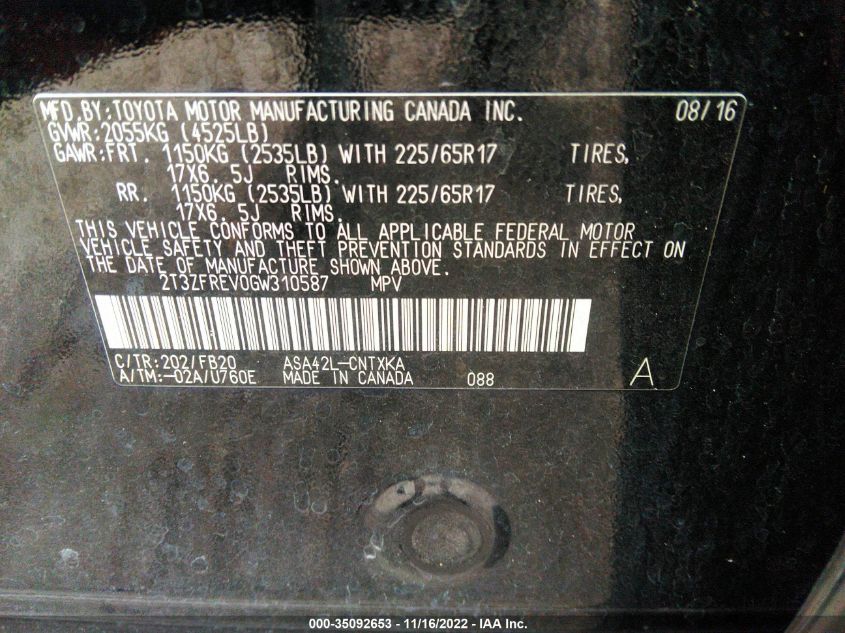 MFD.BY:TOYOTA MOTOR MANUFACTURING CANADA INC. 08/16
GVWR:2055KG (4525LB)
GAWR:FRT. 1150KG (2535LB) WITH 225/65R17 TIRES,
17X6. 5J RIMS.
RR. 1150KG (2535LB) WITH 225/65R17 TIRES,
17X6. 5J RIMS.
THIS VEHICLE CONFORMS TO ALL APPLICABLE FEDERAL MOTOR
VEHICLE SAFETY AND THEFT PREVENTION STANDARDS IN EFFECT ON
THE DATE OF MANUFACTURE SHOWN ABOVE.
2T3ZFREV0GW310587 MPV
C/TR:202/FB20 ASA42L-CNTXKA
A/TM:-02A/U760E MADE IN CANADA 088 A
000-35092653 - 11/16/2022 - IAA Inc.